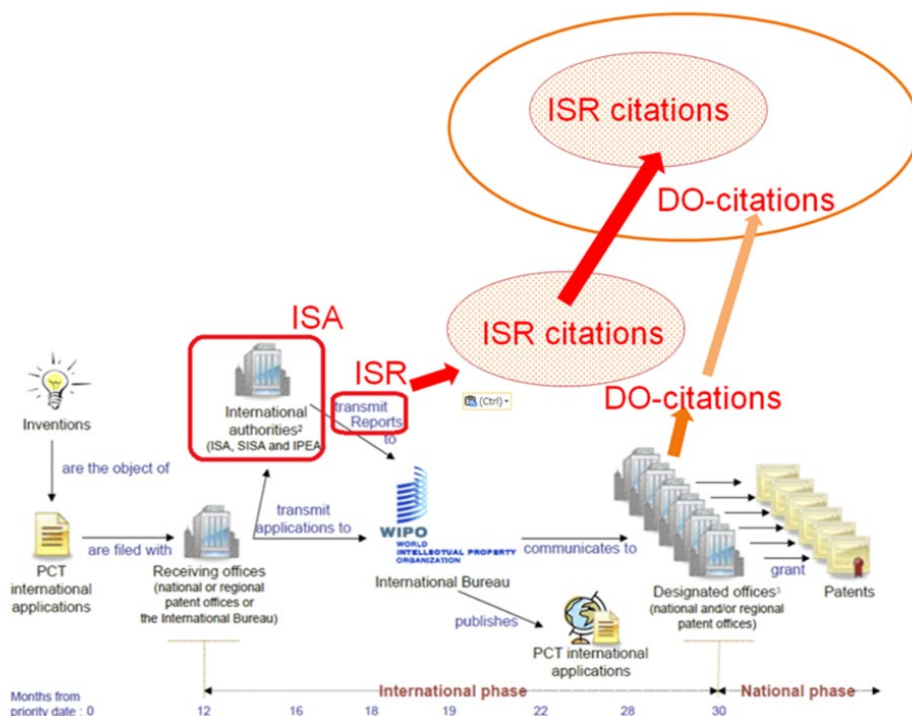 ISR citations
DO-citations
ISA
ISR citations
ISR
DO-citations
(Ctrl)
Inventions
International
authorities²
(ISA, SISA and IPEA
transmit
Reports
to
are the object of
transmit
applications to
WIPO
WORLD
INTELLECTUAL PROPERTY
ORGANIZATION
are filed with
communicates to
grant
PCT
international
applications
Receiving offices
(national or regional
patent offices or
the International Bureau)
International Bureau
Designated offices³
(national and/or regional
patent offices)
Patents
publishes
PCT international
applications
International phase
National phase
Months from
priority date : 0
12
16
18
19
22
28
30